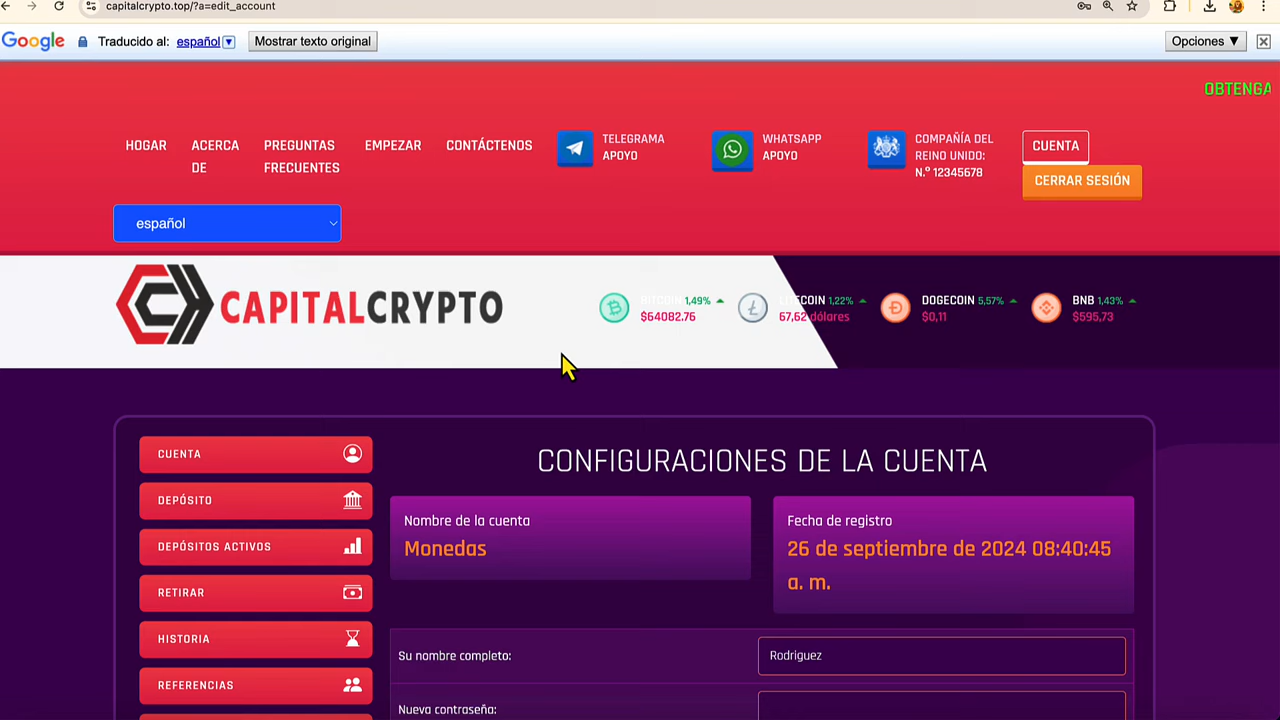 capitalcrypto.top/?a=edit_account
Google
Traducido al: español
Mostrar texto original
Opciones ▼
OBTENGA
HOGAR
ACERCA DE
PREGUNTAS FRECUENTES
EMPEZAR
CONTÁCTENOS
TELEGRAMA
APOYO
WHATSAPP
APOYO
COMPAÑÍA DEL
REINO UNIDO:
N.º 12345678
CUENTA
CERRAR SESIÓN
español
CAPITALCRYPTO
BITCOIN 1,49%
$64082.76
LITECOIN 1,22%
67,62 dólares
DOGECOIN 5,57%
$0,11
BNB 1,43%
$595,73
CUENTA
DEPÓSITO
DEPÓSITOS ACTIVOS
RETIRAR
HISTORIA
REFERENCIAS
CONFIGURACIONES DE LA CUENTA
Nombre de la cuenta
Monedas
Fecha de registro
26 de septiembre de 2024 08:40:45
a. m.
Su nombre completo:
Rodriguez
Nueva contraseña: